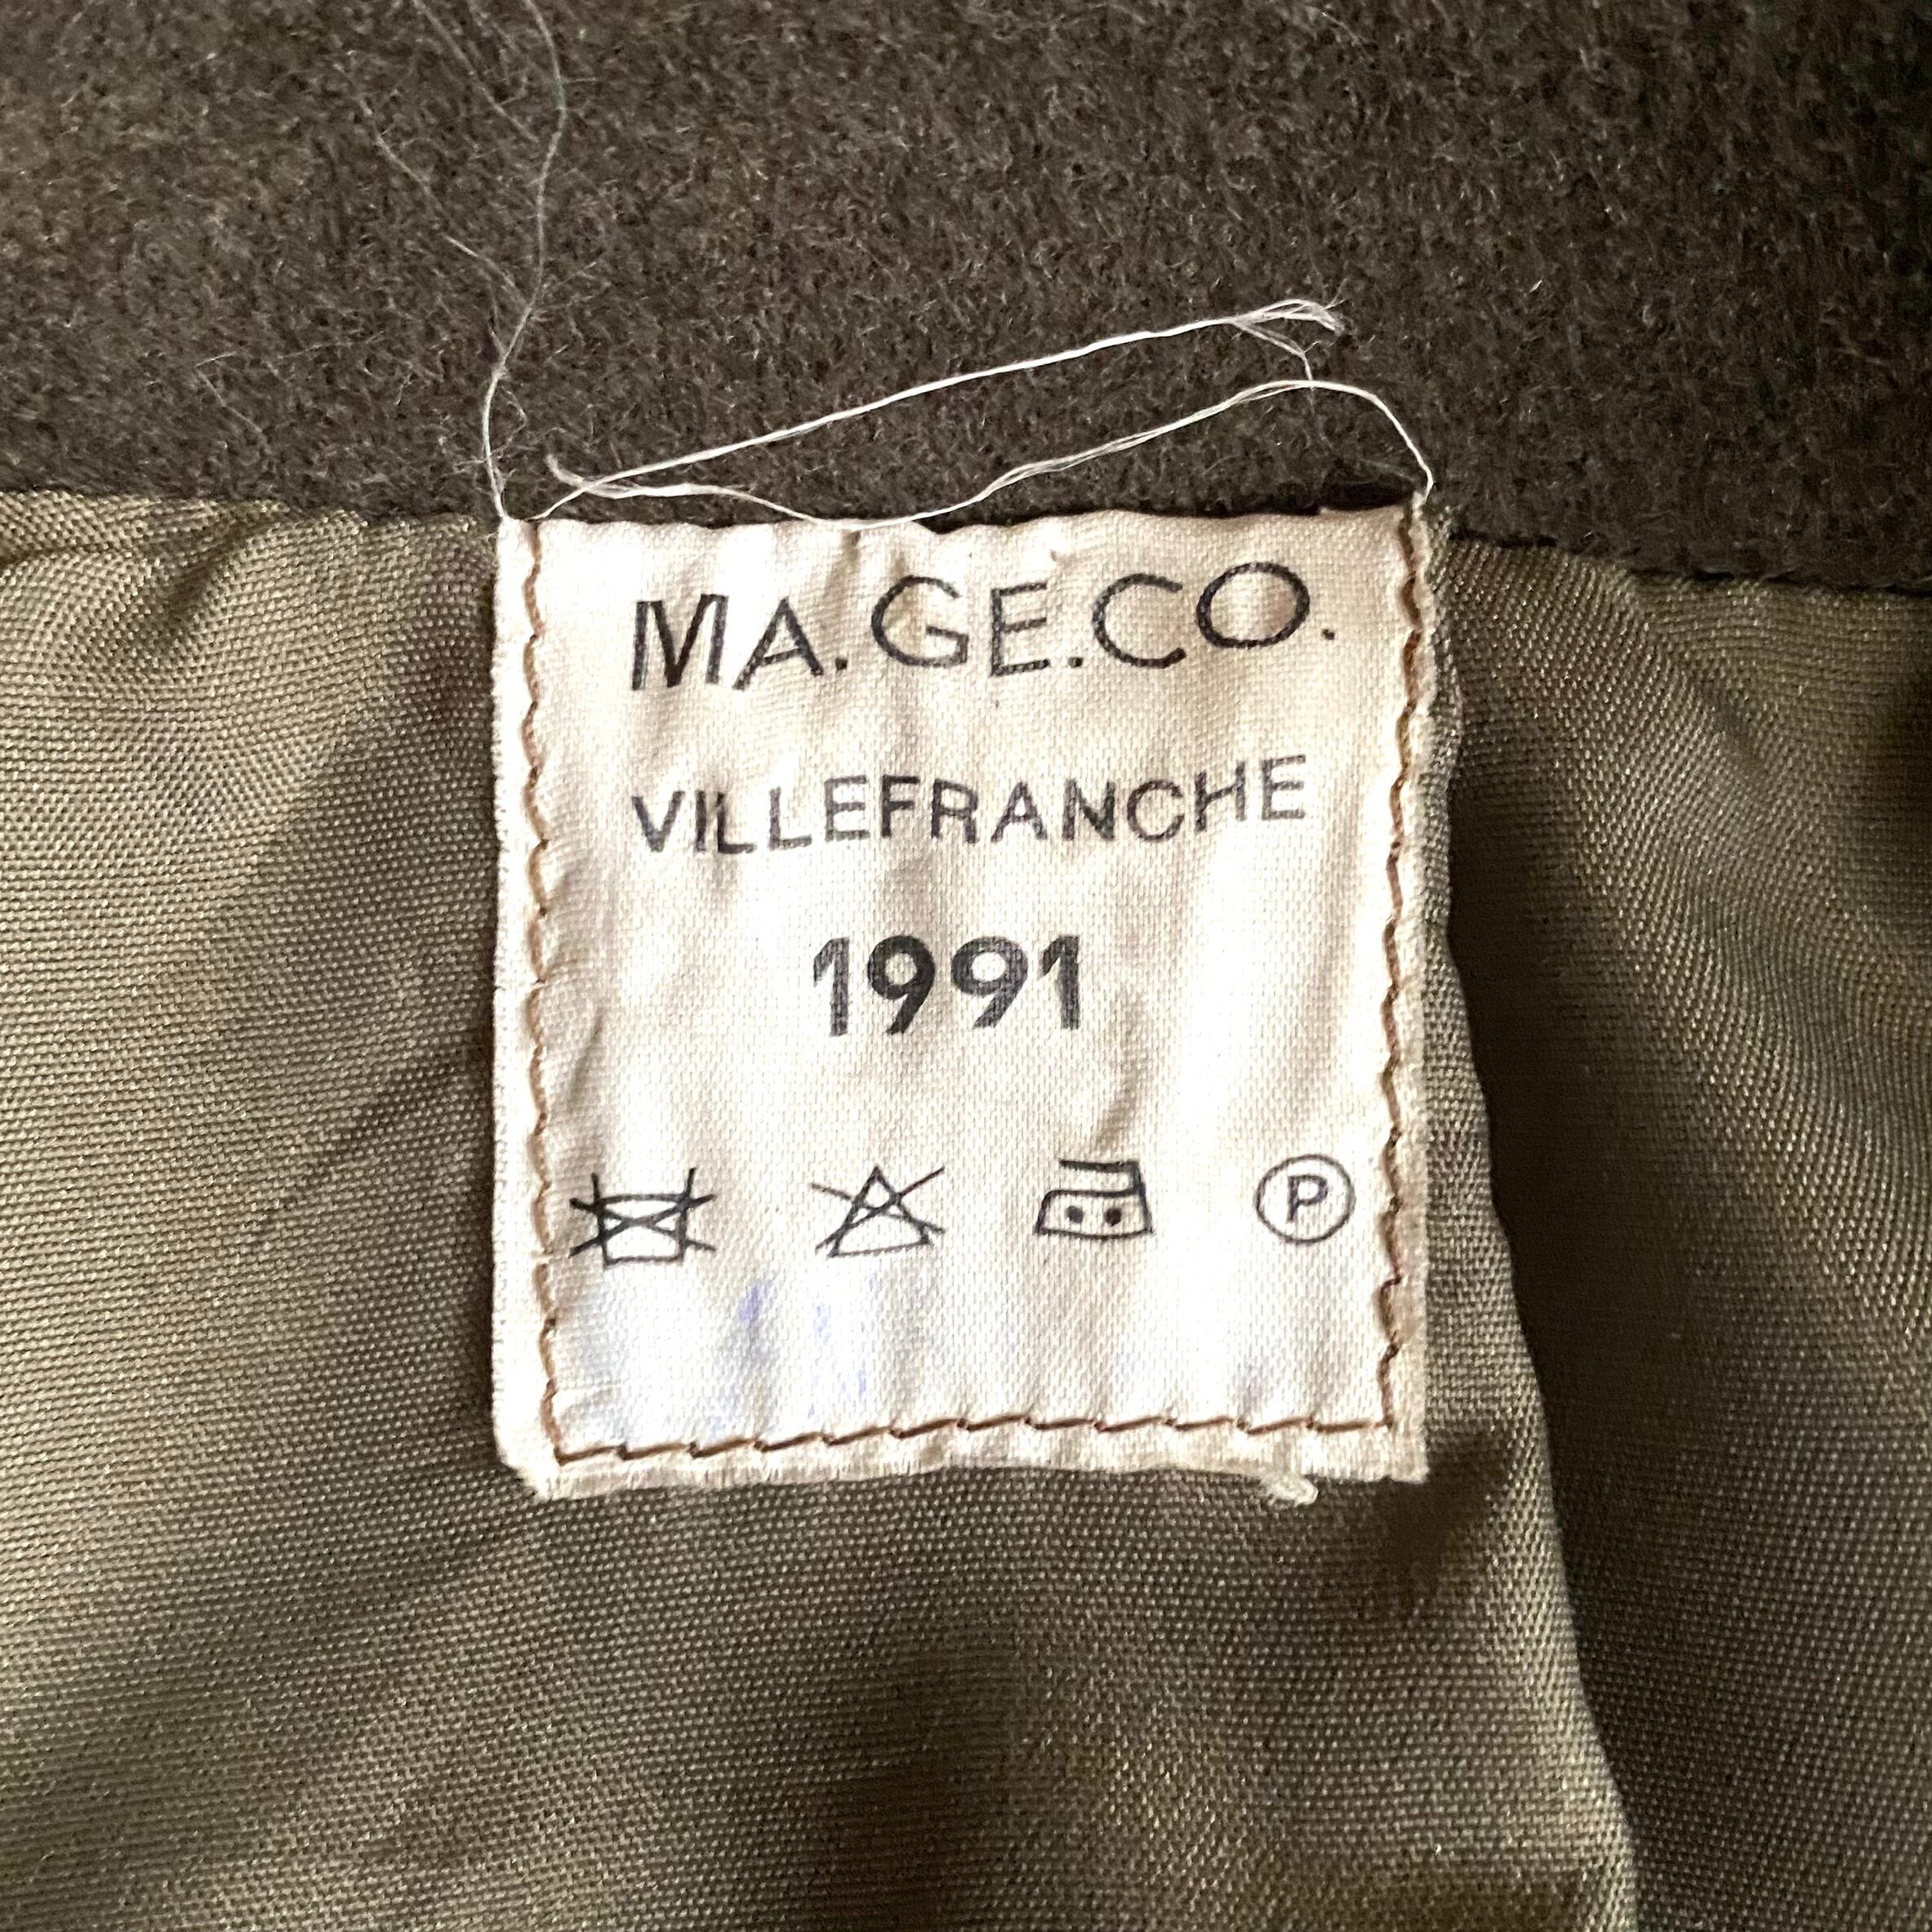 MA.GE.CO.
VILLEFRANCHE
1991
P